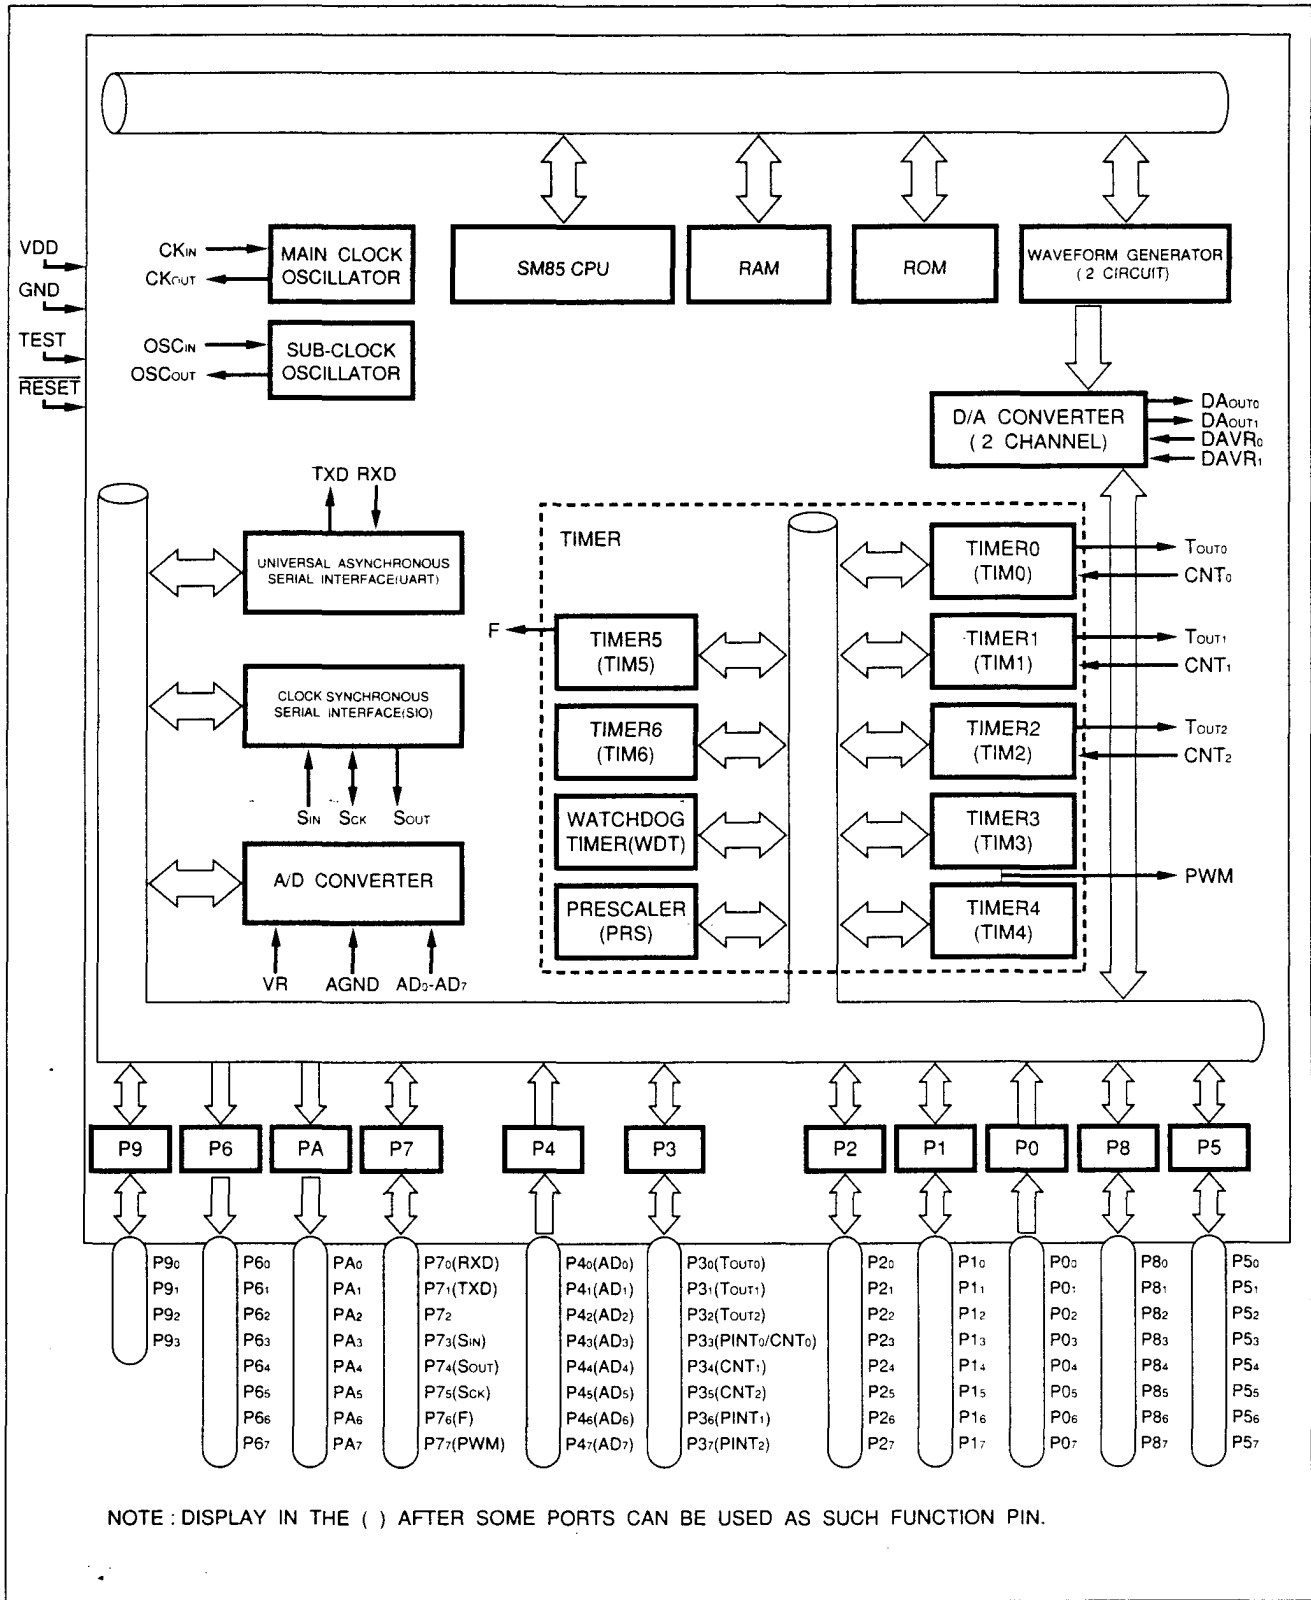 VDD
GND
TEST
RESET
CKIN
CKOUT
MAIN CLOCK
OSCILLATOR
OSCIN
OSCOUT
SUB-CLOCK
OSCILLATOR
SM85 CPU
RAM
ROM
WAVEFORM GENERATOR
(2 CIRCUIT)
D/A CONVERTER
(2 CHANNEL)
DAOUT0
DAOUT1
DAVR0
DAVR1
TXD RXD
UNIVERSAL ASYNCHRONOUS
SERIAL INTERFACE(UART)
CLOCK SYNCHRONOUS
SERIAL INTERFACE(SIO)
SIN SCK SOUT
A/D CONVERTER
VR AGND AD0-AD7
TIMER
F
TIMER5
(TIM5)
TIMER6
(TIM6)
WATCHDOG
TIMER(WDT)
PRESCALER
(PRS)
TIMER0
(TIM0)
TOUT0
CNT0
TIMER1
(TIM1)
TOUT1
CNT1
TIMER2
(TIM2)
TOUT2
CNT2
TIMER3
(TIM3)
PWM
TIMER4
(TIM4)
P9 P6 PA P7 P4 P3 P2 P1 P0 P8 P5
P90 P60 PA0 P70(RXD) P40(AD0) P30(TOUT0) P20 P10 P00 P80 P50
P91 P61 PA1 P71(TXD) P41(AD1) P31(TOUT1) P21 P11 P01 P81 P51
P92 P62 PA2 P72 P42(AD2) P32(TOUT2) P22 P12 P02 P82 P52
P93 P63 PA3 P73(SIN) P43(AD3) P33(PINT0/CNT0) P23 P13 P03 P83 P53
P64 PA4 P74(SOUT) P44(AD4) P34(CNT1) P24 P14 P04 P84 P54
P65 PA5 P75(SCK) P45(AD5) P35(CNT2) P25 P15 P05 P85 P55
P66 PA6 P76(F) P46(AD6) P36(PINT1) P26 P16 P06 P86 P56
P67 PA7 P77(PWM) P47(AD7) P37(PINT2) P27 P17 P07 P87 P57
NOTE : DISPLAY IN THE ( ) AFTER SOME PORTS CAN BE USED AS SUCH FUNCTION PIN.